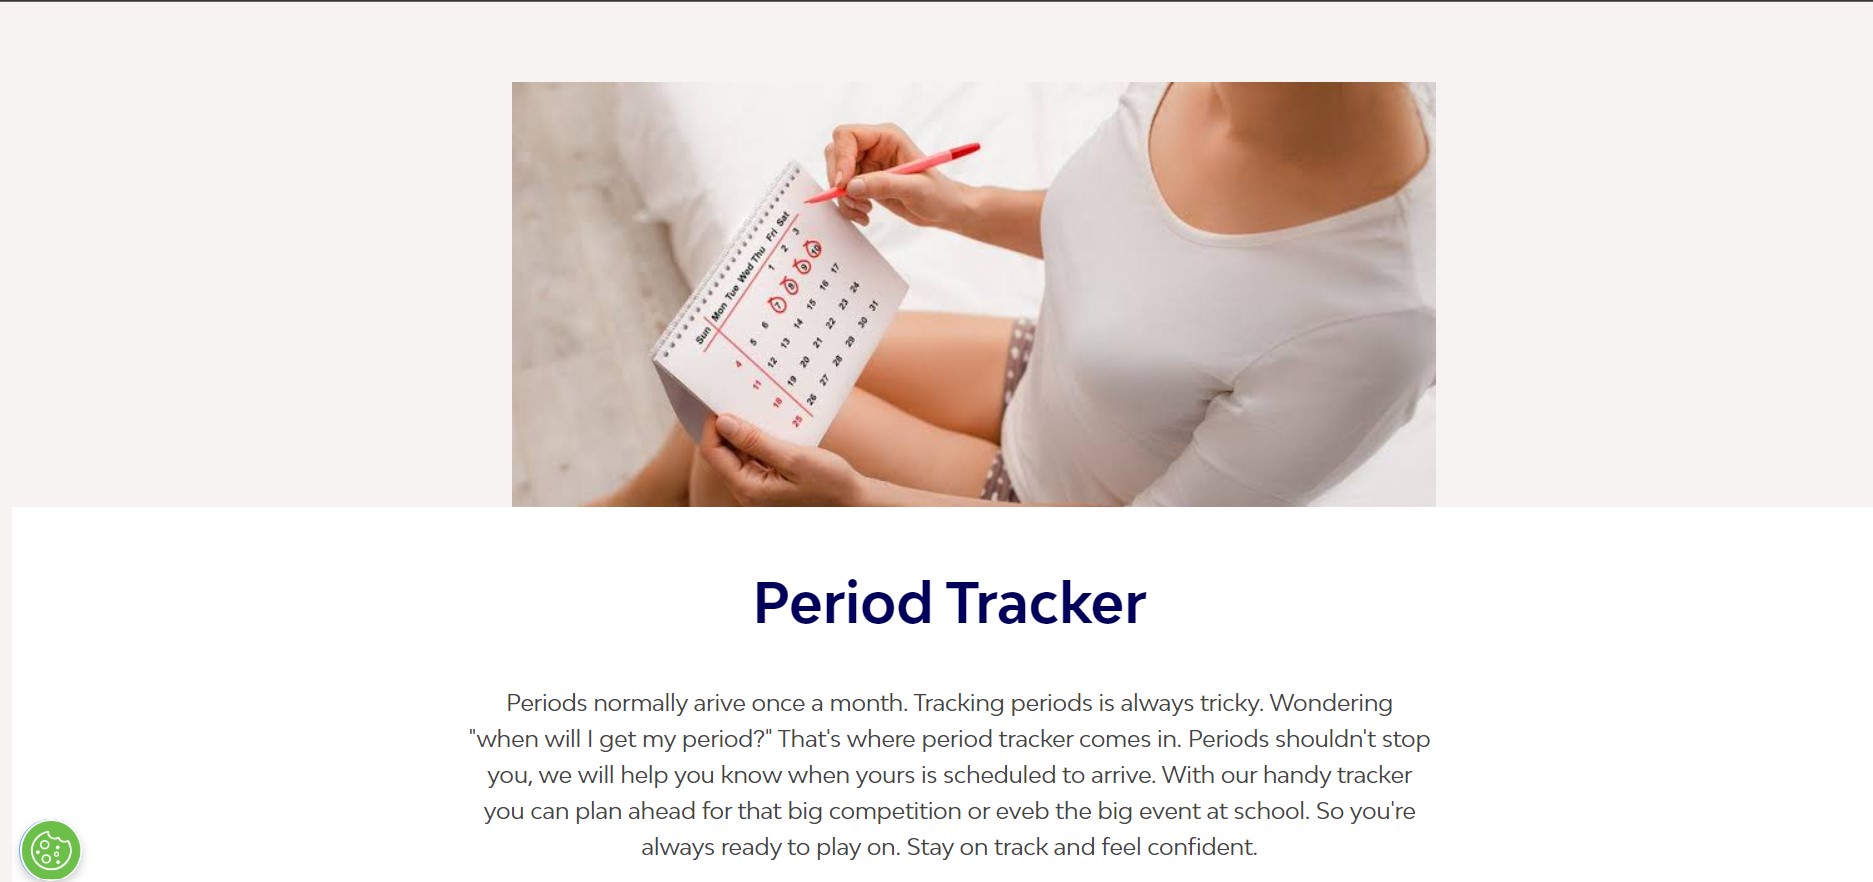 Sun Mon Tue Wed Thu Fri Sat
1 2 3
4 5 6 7 8 9 10
11 12 13 14 15 16 17
18 19 20 21 22 23 24
25 26 27 28 29 30 31
Period Tracker
Periods normally arive once a month. Tracking periods is always tricky. Wondering
"when will I get my period?" That's where period tracker comes in. Periods shouldn't stop
you, we will help you know when yours is scheduled to arrive. With our handy tracker
you can plan ahead for that big competition or eveb the big event at school. So you're
always ready to play on. Stay on track and feel confident.